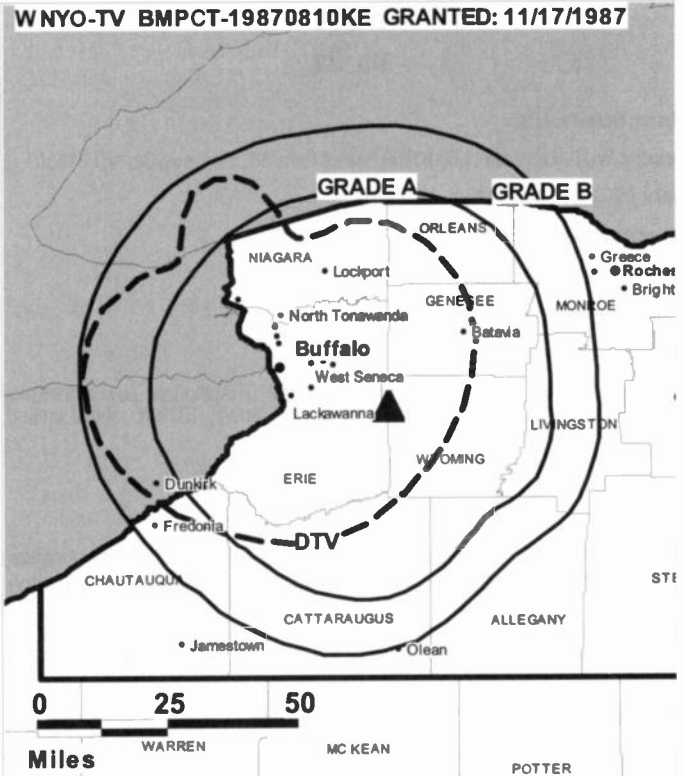 WNYO-TV BMPCT-19870810KE GRANTED: 11/17/1987
GRADE A
GRADE B
ORLEANS
NIAGARA
Greece
Lockport
Roches
Bright
GENESEE
MONROE
North Tonawanda
Batavia
Buffalo
West Seneca
Lackawanna
LIVINGSTON
WYOMING
ERIE
Dunkirk
Fredonia
DTV
CHAUTAUQUA
STE
CATTARAUGUS
ALLEGANY
Jamestown
Olean
0 25 50
Miles
WARREN
MC KEAN
POTTER